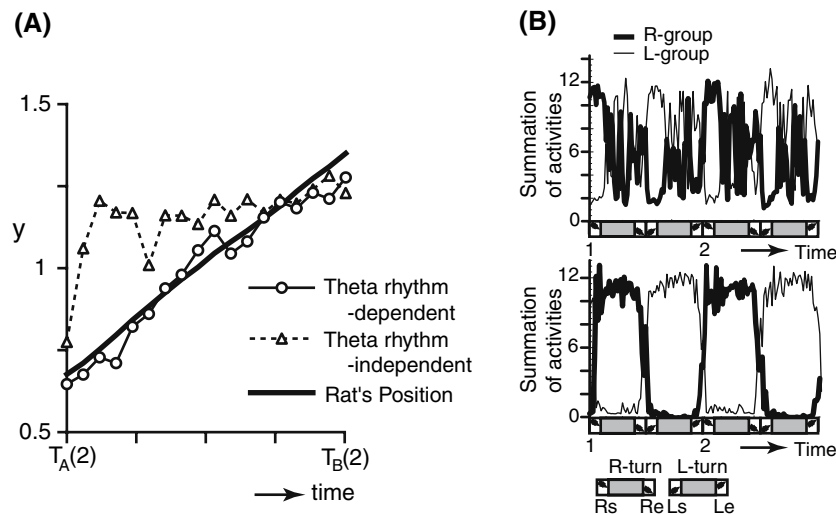 (A)
1.5
1
0.5
y
Theta rhythm
-dependent
Theta rhythm
-independent
Rat's Position
T_A(2)
T_B(2)
time
(B)
R-group
L-group
Summation
of activities
12
6
0
1
2
Time
Summation
of activities
12
6
0
1
2
Time
R-turn
L-turn
Rs
Re
Ls
Le